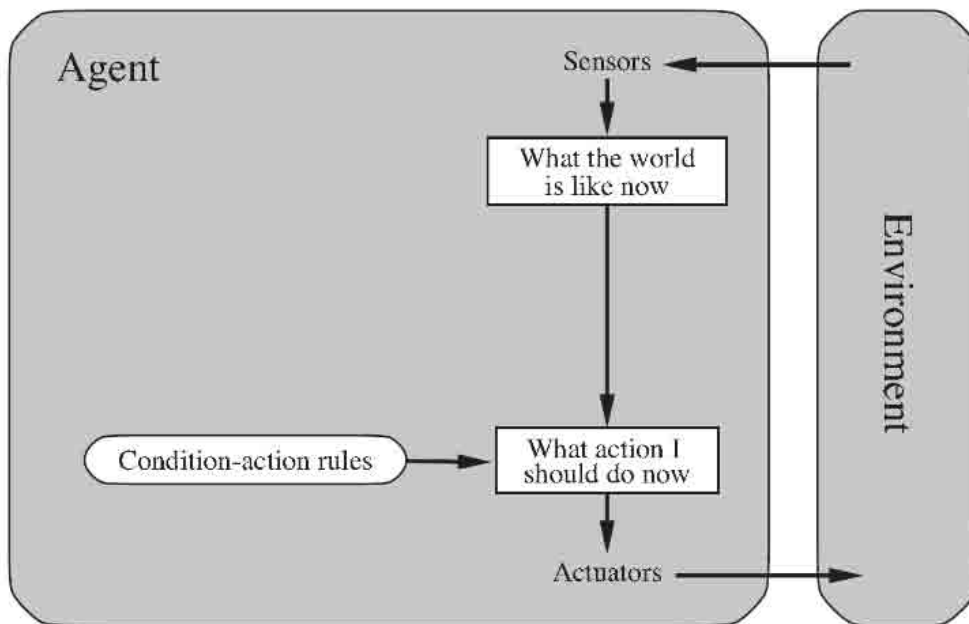 Agent
Sensors
What the world
is like now
Environment
Condition-action rules
What action I
should do now
Actuators